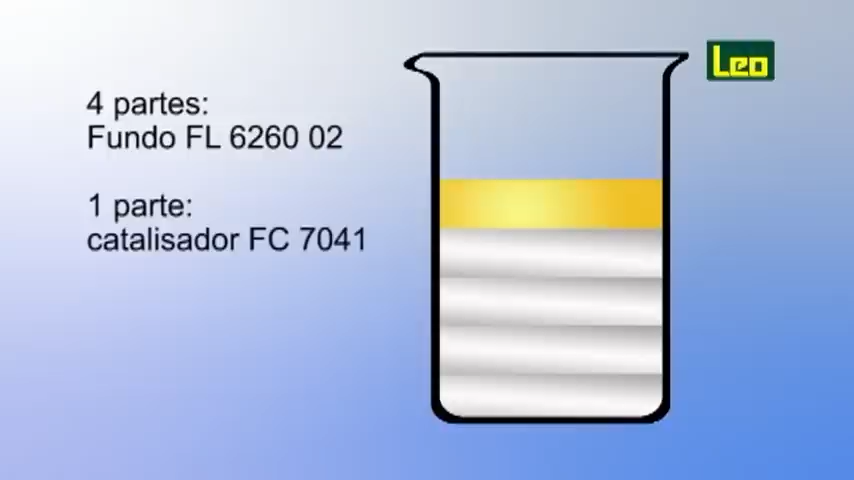 4 partes:
Fundo FL 6260 02
1 parte:
catalisador FC 7041
Leo